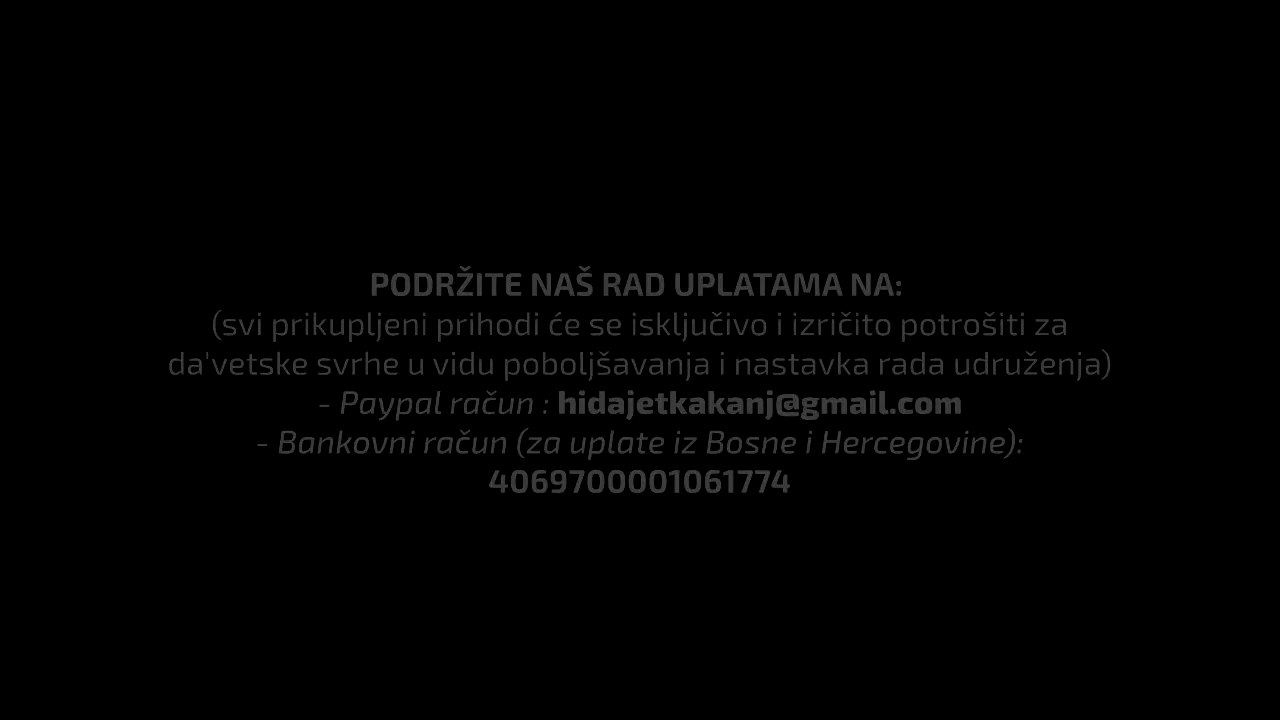 PODRŽITE NAŠ RAD UPLATAMA NA:
(svi prikupljeni prihodi će se isključivo i izričito potrošiti za
da'vetske svrhe u vidu poboljšavanja i nastavka rada udruženja)
- Paypal račun : hidajetkakanj@gmail.com
- Bankovni račun (za uplate iz Bosne i Hercegovine):
4069700001061774